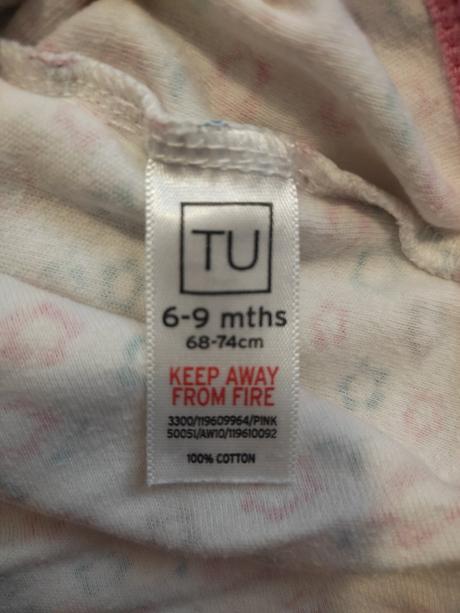 TU
6-9 mths
68-74cm
KEEP AWAY
FROM FIRE
3300/119609964/PINK
50051/AW10/119610092
100% COTTON